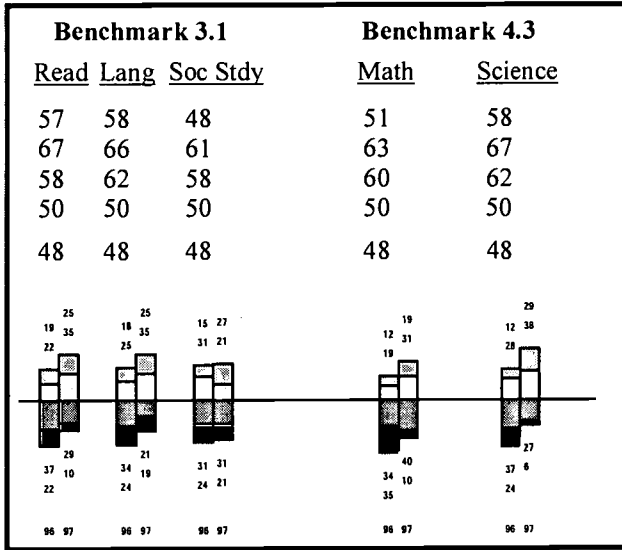 Benchmark 3.1 Benchmark 4.3
Read Lang Soc Stdy Math Science
57 58 48 51 58
67 66 61 63 67
58 62 58 60 62
50 50 50 50 50
48 48 48 48 48
25 25 29
19 35 18 35 15 27 19 12 38
22 25 31 21 12 31 28
19
29 21 27
37 10 34 19 31 31 34 40 37 6
22 24 24 21 35 10 24
96 97 96 97 96 97 96 97 96 97